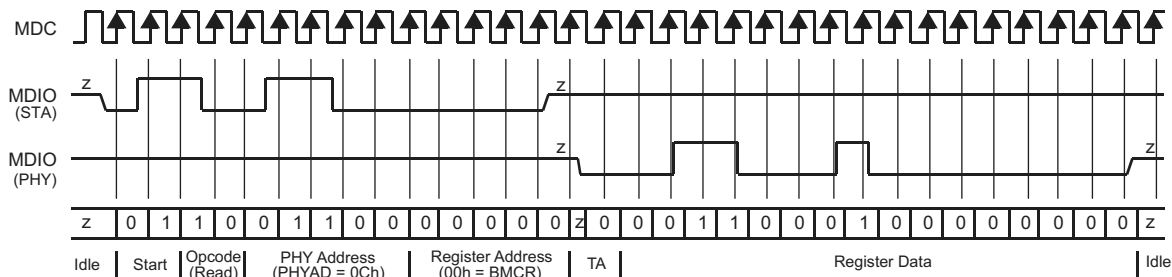 MDC
z
z
MDIO
(STA)
z
z
MDIO
(PHY)
z 0 1 1 0 0 1 1 0 0 0 0 0 0 0 z 0 0 0 1 1 0 0 0 1 0 0 0 0 0 0 0 0 z
Idle Start Opcode (Read) PHY Address (PHYAD = 0Ch) Register Address (00h = BMCR) TA Register Data Idle